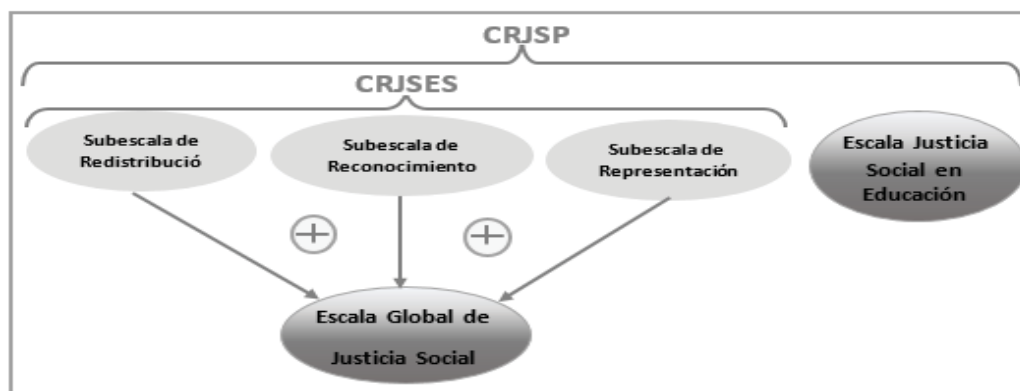 CRJSP
CRJSES
Subescala de
Redistribució
Subescala de
Reconocimiento
Subescala de
Representación
Escala Justicia
Social en
Educación
Escala Global de
Justicia Social